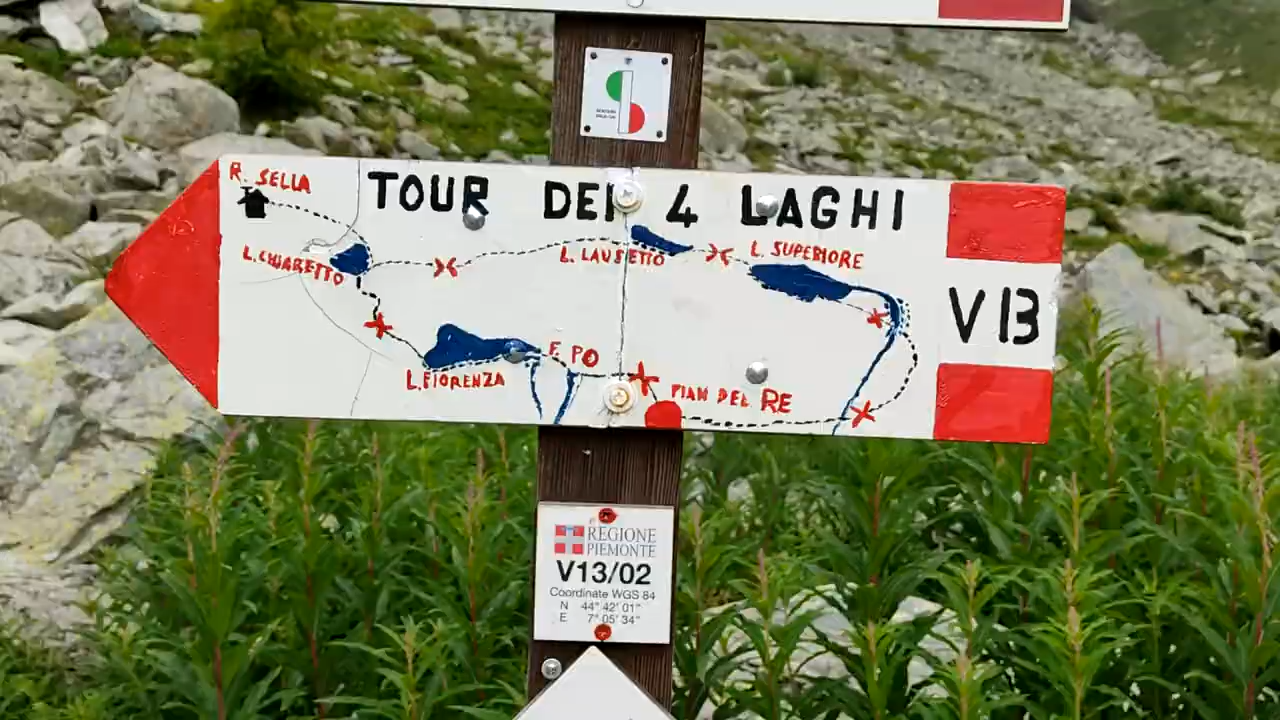 R. SELLA
TOUR DEI 4 LAGHI
L. CHIARETTO
L. LAUSETTO
L. SUPERIORE
V13
F. PO
L. FIORENZA
PIAN DEL RE
REGIONE
PIEMONTE
V13/02
Coordinate WGS 84
N 44° 42' 01"
E 7° 05' 34"